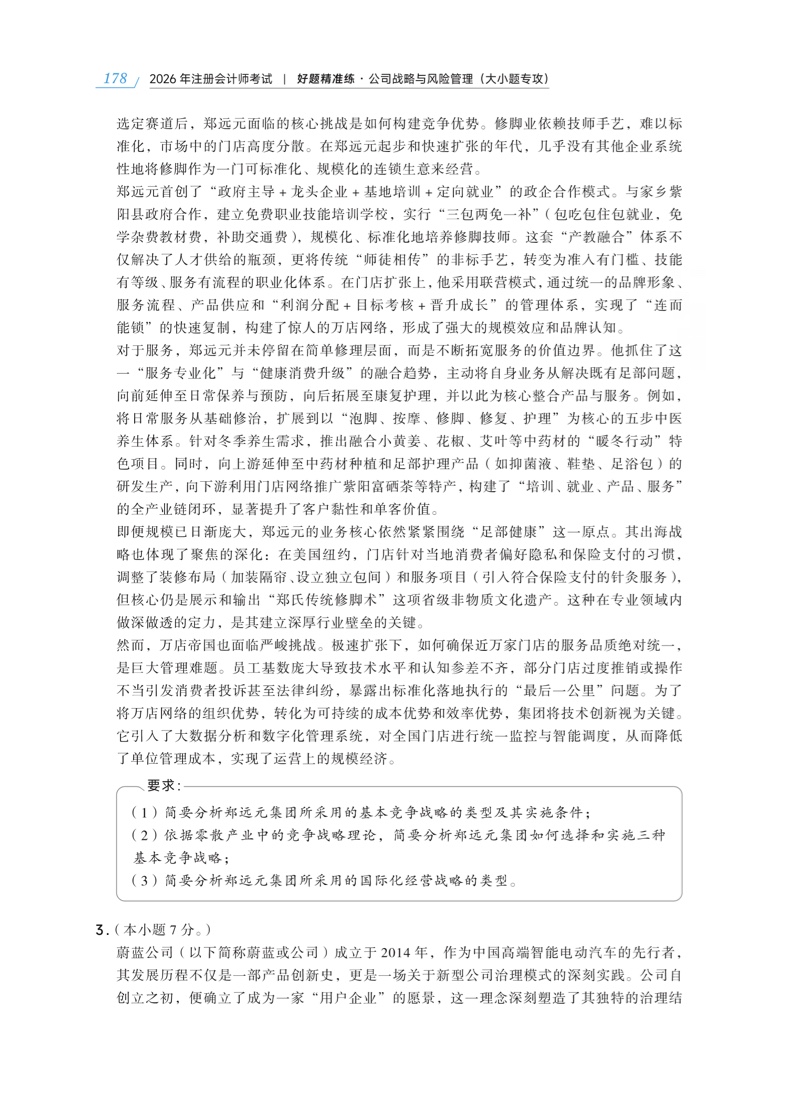 178 2026 年注册会计师考试 | 好题精准练·公司战略与风险管理（大小题专攻）
选定赛道后，郑远元面临的核心挑战是如何构建竞争优势。修脚业依赖技师手艺，难以标
准化，市场中的门店高度分散。在郑远元起步和快速扩张的年代，几乎没有其他企业系统
性地将修脚作为一门可标准化、规模化的连锁生意来经营。
郑远元首创了“政府主导 + 龙头企业 + 基地培训 + 定向就业”的政企合作模式。与家乡紫
阳县政府合作，建立免费职业技能培训学校，实行“三包两免一补”（包吃包住包就业，免
学杂费教材费，补助交通费），规模化、标准化地培养修脚技师。这套“产教融合”体系不
仅解决了人才供给的瓶颈，更将传统“师徒相传”的非标手艺，转变为准入有门槛、技能
有等级、服务有流程的职业化体系。在门店扩张上，他采用联营模式，通过统一的品牌形象、
服务流程、产品供应和“利润分配 + 目标考核 + 晋升成长”的管理体系，实现了“连而
能锁”的快速复制，构建了惊人的万店网络，形成了强大的规模效应和品牌认知。
对于服务，郑远元并未停留在简单修理层面，而是不断拓宽服务的价值边界。他抓住了这
一“服务专业化”与“健康消费升级”的融合趋势，主动将自身业务从解决既有足部问题，
向前延伸至日常保养与预防，向后拓展至康复护理，并以此为核心整合产品与服务。例如，
将日常服务从基础修治，扩展到以“泡脚、按摩、修脚、修复、护理”为核心的五步中医
养生体系。针对冬季养生需求，推出融合小黄姜、花椒、艾叶等中药材的“暖冬行动”特
色项目。同时，向上游延伸至中药材种植和足部护理产品（如抑菌液、鞋垫、足浴包）的
研发生产，向下游利用门店网络推广紫阳富硒茶等特产，构建了“培训、就业、产品、服务”
的全产业链闭环，显著提升了客户黏性和单客价值。
即便规模已日渐庞大，郑远元的业务核心依然紧紧围绕“足部健康”这一原点。其出海战
略也体现了聚焦的深化：在美国纽约，门店针对当地消费者偏好隐私和保险支付的习惯，
调整了装修布局（加装隔帘、设立独立包间）和服务项目（引入符合保险支付的针灸服务），
但核心仍是展示和输出“郑氏传统修脚术”这项省级非物质文化遗产。这种在专业领域内
做深做透的定力，是其建立深厚行业壁垒的关键。
然而，万店帝国也面临严峻挑战。极速扩张下，如何确保近万家门店的服务品质绝对统一，
是巨大管理难题。员工基数庞大导致技术水平和认知参差不齐，部分门店过度推销或操作
不当引发消费者投诉甚至法律纠纷，暴露出标准化落地执行的“最后一公里”问题。为了
将万店网络的组织优势，转化为可持续的成本优势和效率优势，集团将技术创新视为关键。
它引入了大数据分析和数字化管理系统，对全国门店进行统一监控与智能调度，从而降低
了单位管理成本，实现了运营上的规模经济。
要求：
（1）简要分析郑远元集团所采用的基本竞争战略的类型及其实施条件；
（2）依据零散产业中的竞争战略理论，简要分析郑远元集团如何选择和实施三种
基本竞争战略；
（3）简要分析郑远元集团所采用的国际化经营战略的类型。
3.（本小题 7 分。）
蔚蓝公司（以下简称蔚蓝或公司）成立于 2014 年，作为中国高端智能电动汽车的先行者，
其发展历程不仅是一部产品创新史，更是一场关于新型公司治理模式的深刻实践。公司自
创立之初，便确立了成为一家“用户企业”的愿景，这一理念深刻塑造了其独特的治理结